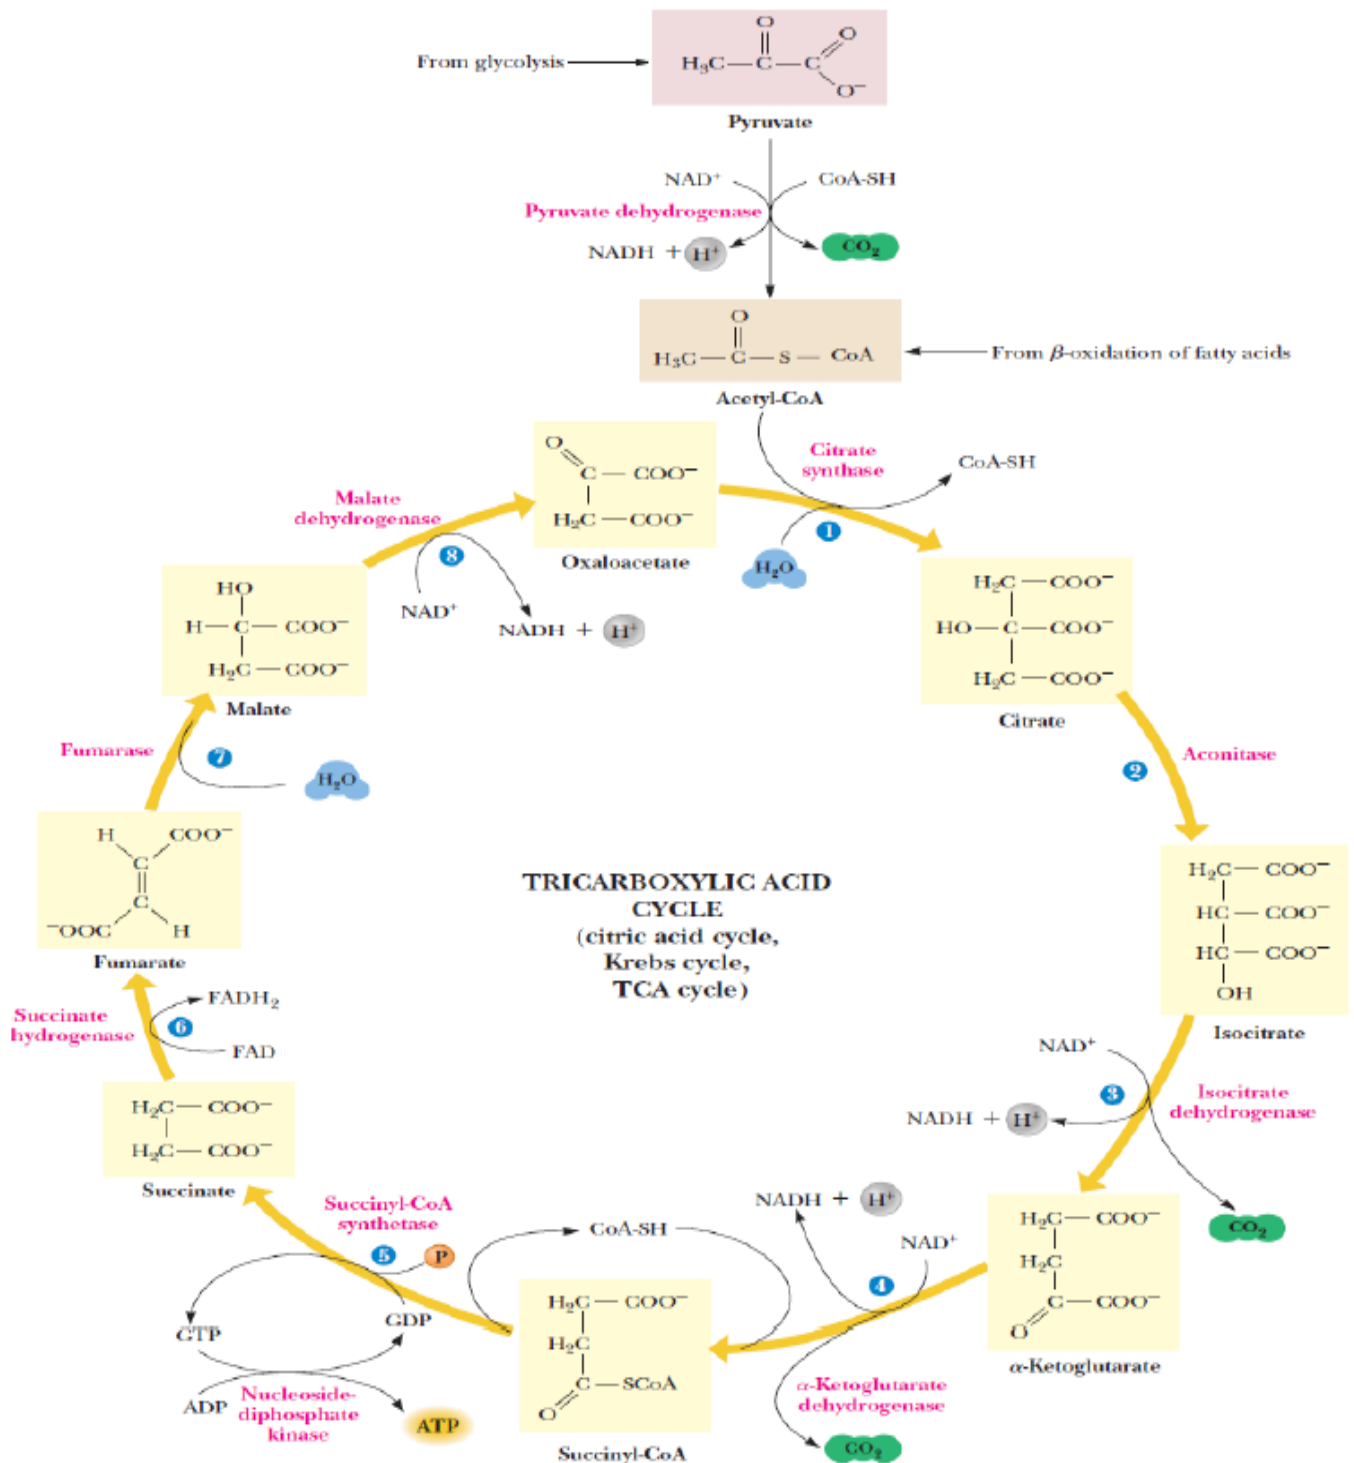 O
O
From glycolysis
H₃C — C — C
O⁻
Pyruvate
NAD⁺
CoA-SH
Pyruvate dehydrogenase
NADH + H⁺
CO₂
O
H₃C — C — S — CoA
From β-oxidation of fatty acids
Acetyl-CoA
O
C — COO⁻
H₂C — COO⁻
Oxaloacetate
Citrate
synthase
CoA-SH
1
H₂O
Malate
dehydrogenase
8
NAD⁺
NADH + H⁺
H₂C — COO⁻
HO — C — COO⁻
H₂C — COO⁻
Citrate
HO
H — C — COO⁻
H₂C — COO⁻
Malate
Fumarase
7
H₂O
2
Aconitase
H
COO⁻
C
C
⁻OOC
H
Fumarate
TRICARBOXYLIC ACID
CYCLE
(citric acid cycle,
Krebs cycle,
TCA cycle)
H₂C — COO⁻
HC — COO⁻
HC — COO⁻
OH
Isocitrate
Succinate
hydrogenase
6
FADH₂
FAD
NAD⁺
3
Isocitrate
dehydrogenase
NADH + H⁺
CO₂
H₂C — COO⁻
H₂C — COO⁻
Succinate
Succinyl-CoA
synthetase
5
P
CoA-SH
NADH + H⁺
NAD⁺
4
H₂C — COO⁻
H₂C
C — COO⁻
O
α-Ketoglutarate
GTP
GDP
ADP
Nucleoside-
diphosphate
kinase
ATP
H₂C — COO⁻
H₂C
C — SCoA
O
Succinyl-CoA
α-Ketoglutarate
dehydrogenase
CO₂